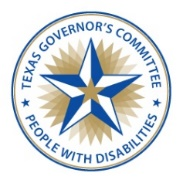 ★ TEXAS GOVERNOR'S COMMITTEE ★
PEOPLE WITH DISABILITIES